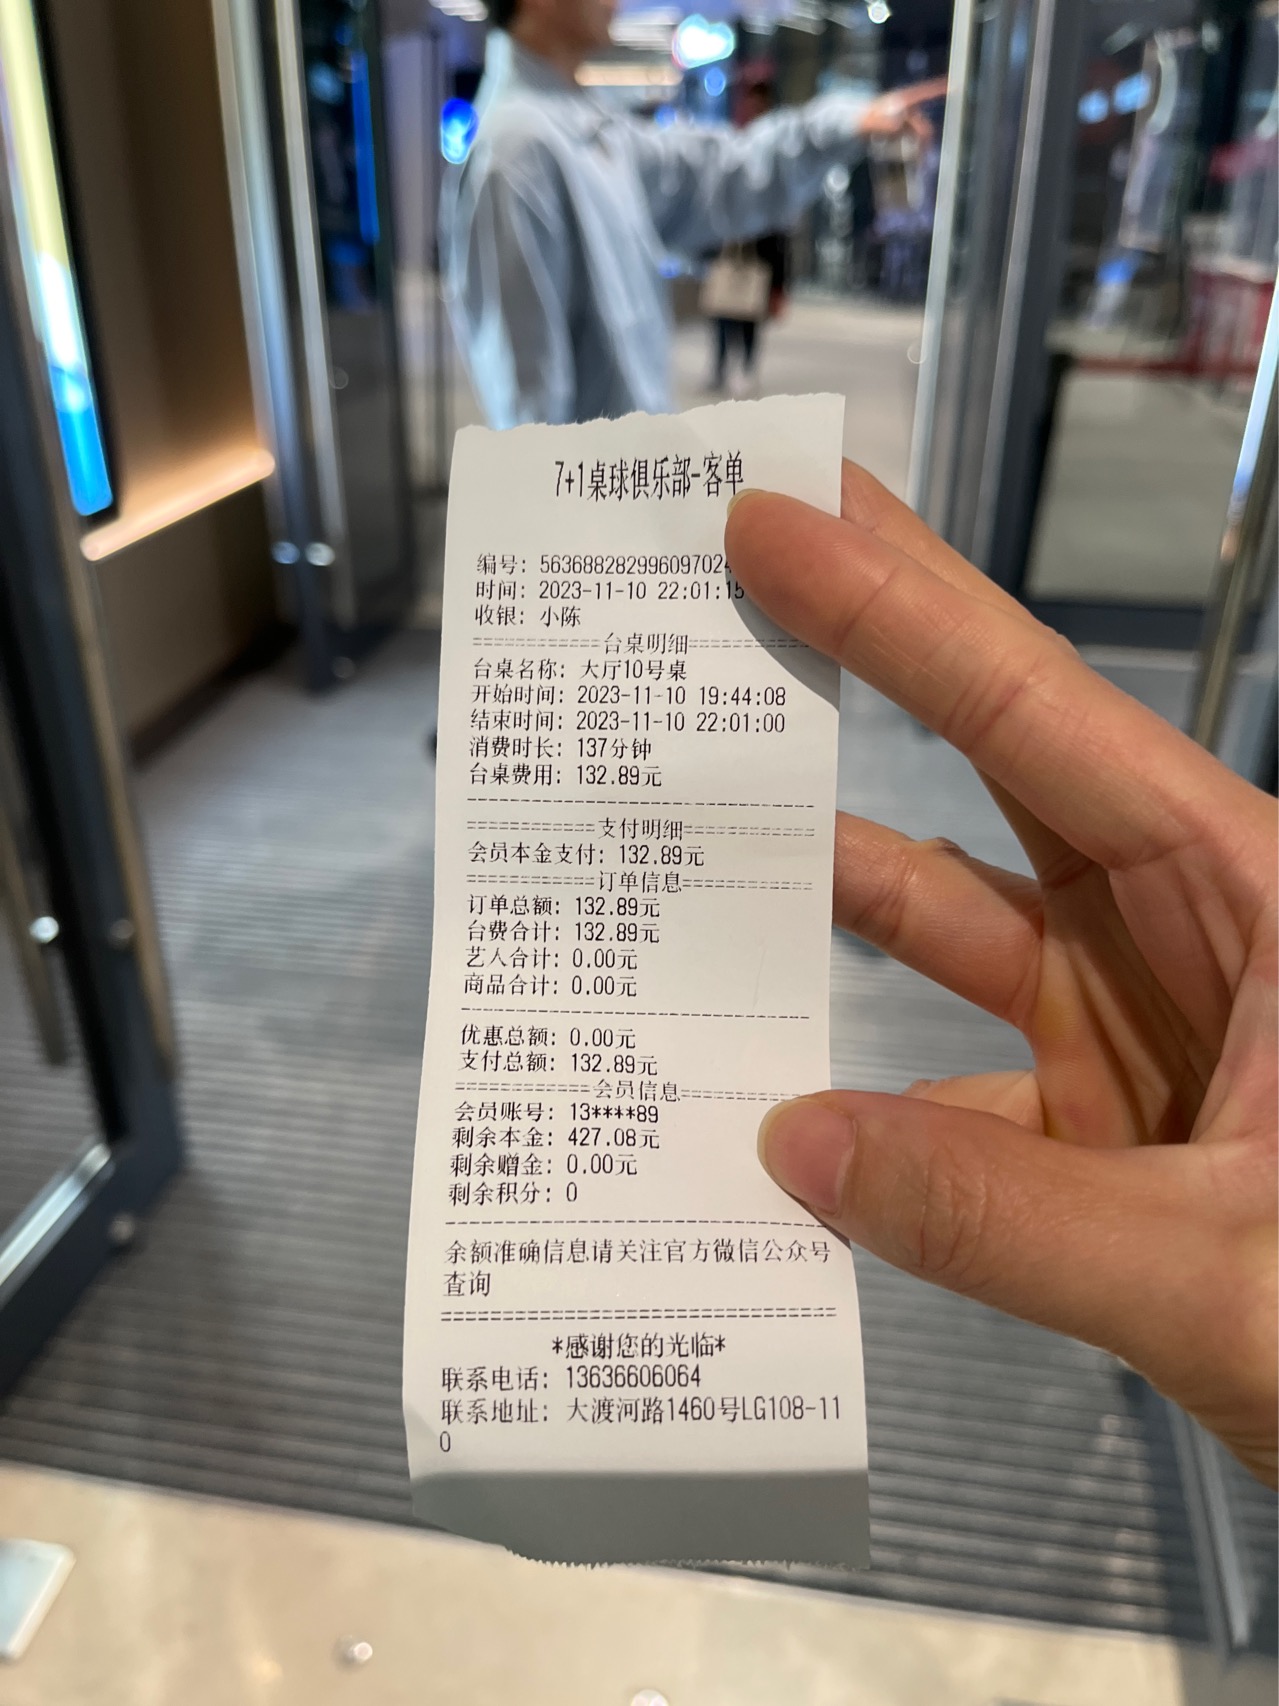 7+1桌球俱乐部-客单
编号: 563688282996097024
时间: 2023-11-10 22:01:15
收银: 小陈
============台桌明细============
台桌名称: 大厅10号桌
开始时间: 2023-11-10 19:44:08
结束时间: 2023-11-10 22:01:00
消费时长: 137分钟
台桌费用: 132.89元
--------------------------------
============支付明细============
会员本金支付: 132.89元
============订单信息============
订单总额: 132.89元
台费合计: 132.89元
艺人合计: 0.00元
商品合计: 0.00元
--------------------------------
优惠总额: 0.00元
支付总额: 132.89元
============会员信息============
会员账号: 13****89
剩余本金: 427.08元
剩余赠金: 0.00元
剩余积分: 0
--------------------------------
余额准确信息请关注官方微信公众号
查询
================================
*感谢您的光临*
联系电话: 13636606064
联系地址: 大渡河路1460号LG108-11
0